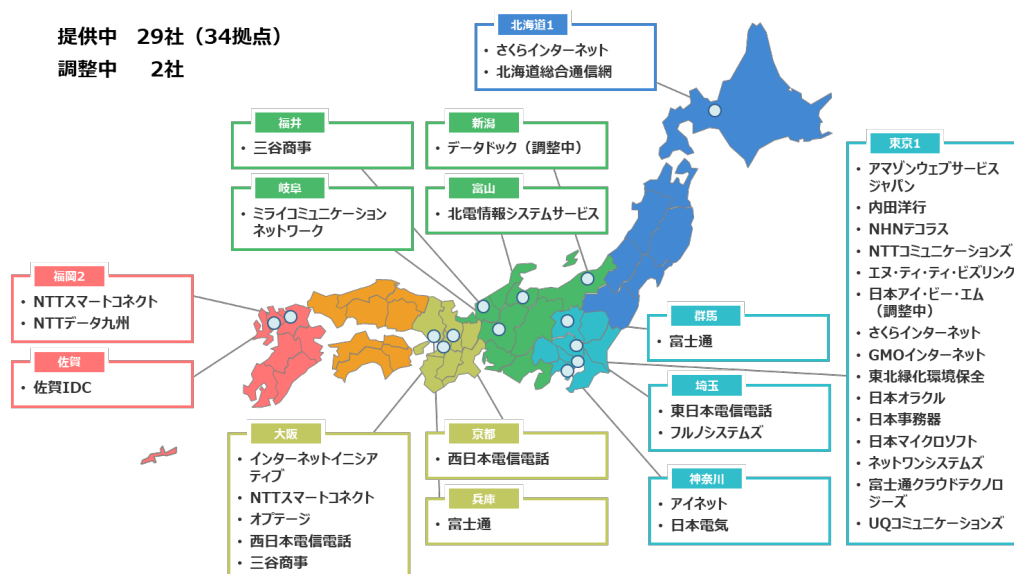 提供中 29社（34拠点）
調整中 2社
北海道1
・ さくらインターネット
・ 北海道総合通信網
福井
・ 三谷商事
新潟
・ データドック（調整中）
岐阜
・ ミライコミュニケーション
ネットワーク
富山
・ 北電情報システムサービス
福岡2
・ NTTスマートコネクト
・ NTTデータ九州
佐賀
・ 佐賀IDC
大阪
・ インターネットイニシア
ティブ
・ NTTスマートコネクト
・ オプテージ
・ 西日本電信電話
・ 三谷商事
京都
・ 西日本電信電話
兵庫
・ 富士通
群馬
・ 富士通
埼玉
・ 東日本電信電話
・ フルノシステムズ
神奈川
・ アイネット
・ 日本電気
東京1
・ アマゾンウェブサービス
ジャパン
・ 内田洋行
・ NHNテコラス
・ NTTコミュニケーションズ
・ エヌ・ティ・ティ・ビズリンク
・ 日本アイ・ビー・エム
（調整中）
・ さくらインターネット
・ GMOインターネット
・ 東北緑化環境保全
・ 日本オラクル
・ 日本事務器
・ 日本マイクロソフト
・ ネットワンシステムズ
・ 富士通クラウドテクノロ
ジーズ
・ UQコミュニケーションズ